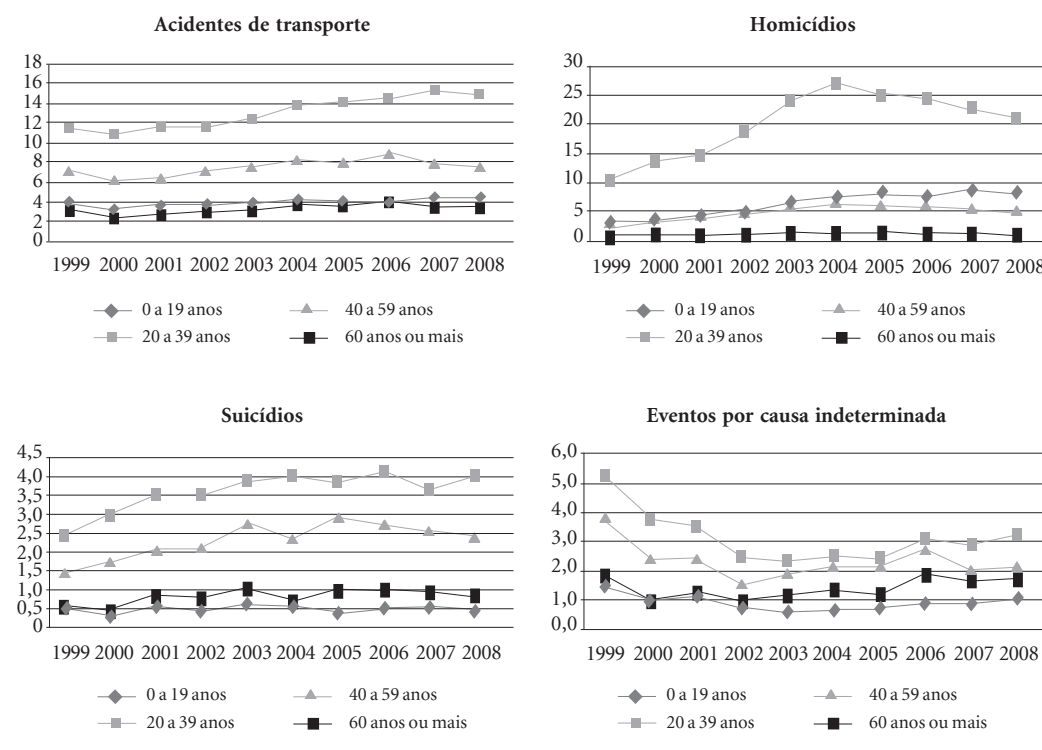 Acidentes de transporte
18
16
14
12
10
8
6
4
2
0
1999 2000 2001 2002 2003 2004 2005 2006 2007 2008
0 a 19 anos 40 a 59 anos
20 a 39 anos 60 anos ou mais
Homicídios
30
25
20
15
10
5
0
1999 2000 2001 2002 2003 2004 2005 2006 2007 2008
0 a 19 anos 40 a 59 anos
20 a 39 anos 60 anos ou mais
Suicídios
4,5
4,0
3,5
3,0
2,5
2,0
1,5
1,0
0,5
0
1999 2000 2001 2002 2003 2004 2005 2006 2007 2008
0 a 19 anos 40 a 59 anos
20 a 39 anos 60 anos ou mais
Eventos por causa indeterminada
6,0
5,0
4,0
3,0
2,0
1,0
0,0
1999 2000 2001 2002 2003 2004 2005 2006 2007 2008
0 a 19 anos 40 a 59 anos
20 a 39 anos 60 anos ou mais